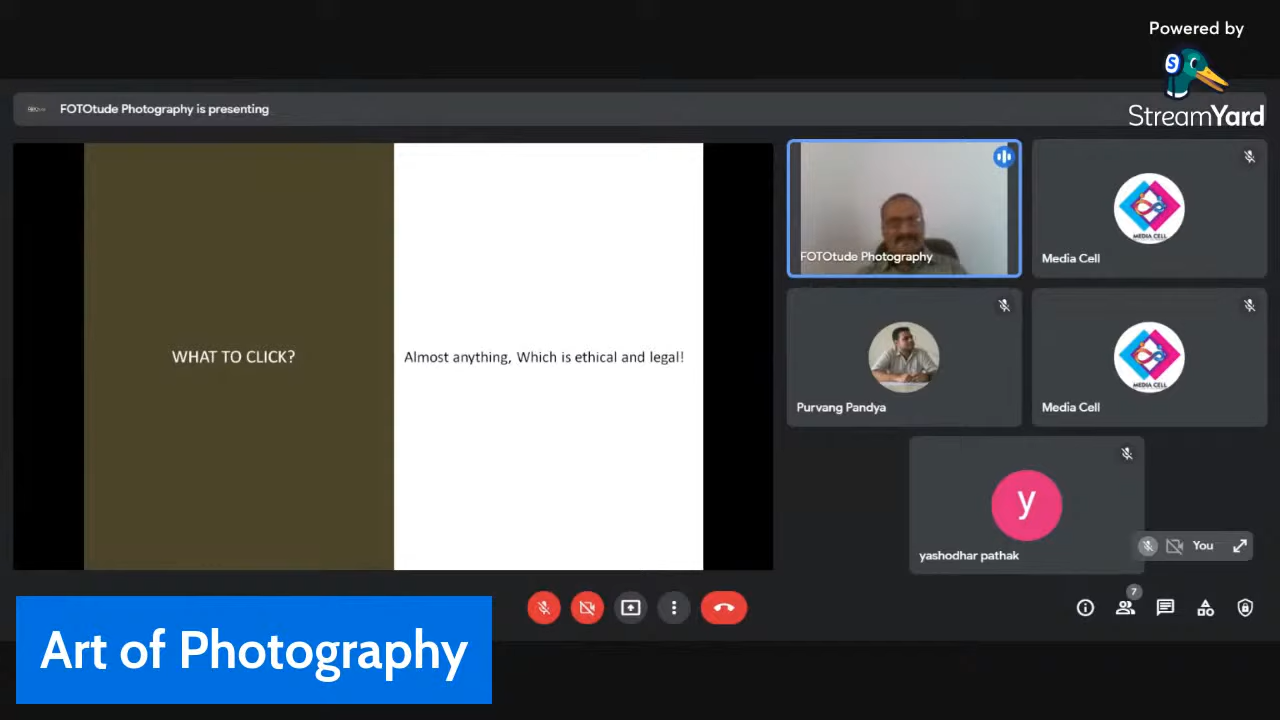 Powered by
StreamYard
FOTOtude Photography is presenting
WHAT TO CLICK?
Almost anything, Which is ethical and legal!
FOTOtude Photography
MEDIA CELL
Media Cell
Purvang Pandya
MEDIA CELL
Media Cell
y
yashodhar pathak
You
7
Art of Photography